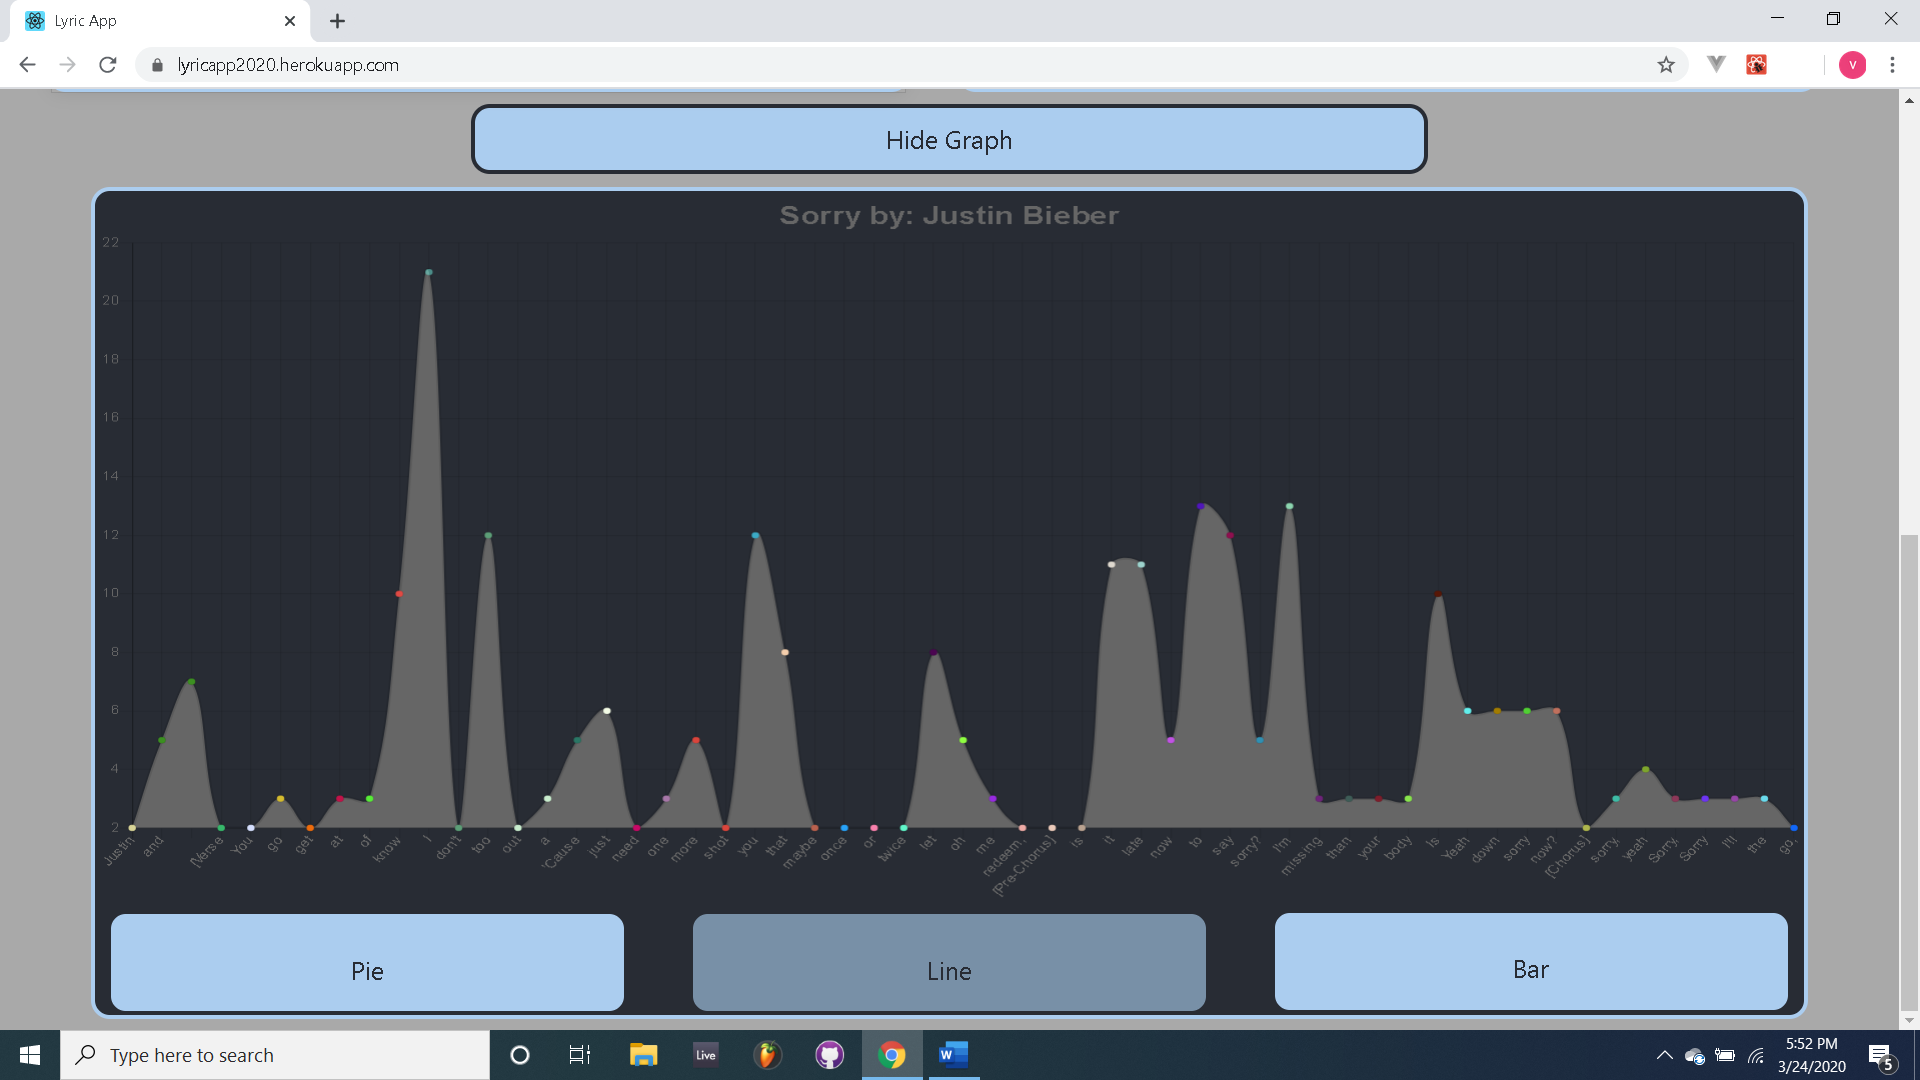 Lyric App
lyricapp2020.herokuapp.com
V
Hide Graph
Sorry by: Justin Bieber
22
20
18
16
14
12
10
8
6
4
2
Justin and [Verse You go get at of know I don't too out a 'Cause just need one more shot you that maybe once or twice let oh me redeem, [Pre-Chorus] is it late now to say sorry? I'm missing than your body Is Yeah down sorry now? [Chorus] sorry, yeah Sorry, Sorry I'll the go,
Pie
Line
Bar
Type here to search
Live
W
5:52 PM
3/24/2020
5